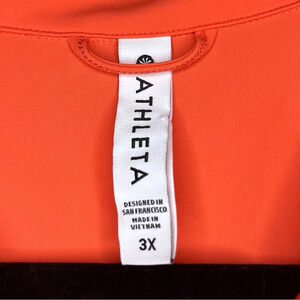 ATHLETA
DESIGNED IN
SAN FRANCISCO
MADE IN
VIETNAM
3X